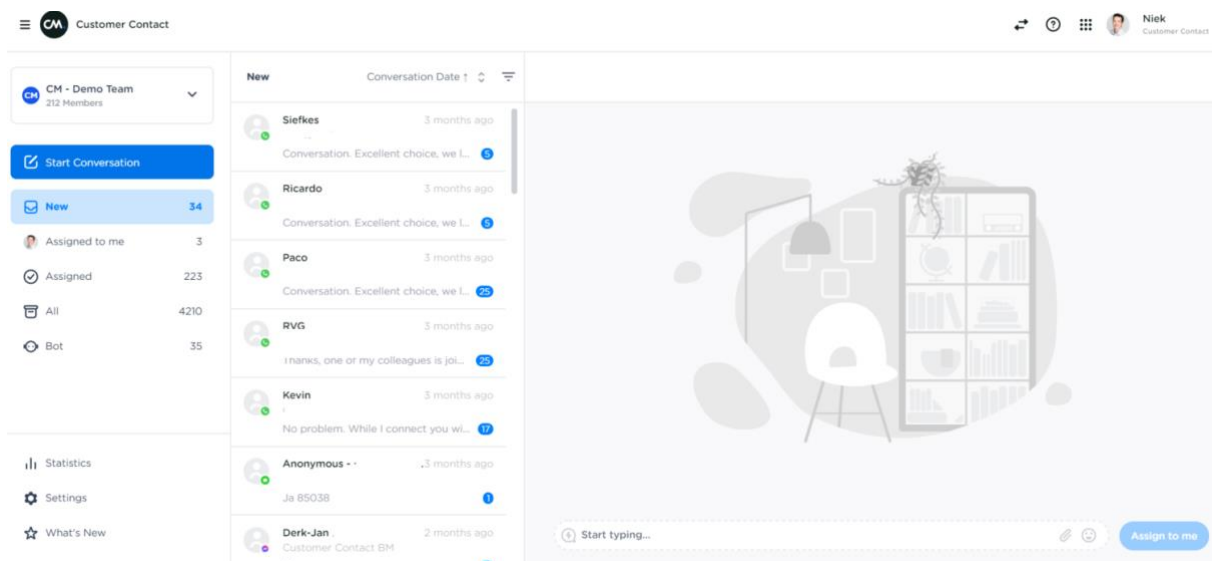 CM. Customer Contact
Niek
Customer Contact
CM CM - Demo Team
212 Members
Start Conversation
New 34
Assigned to me 3
Assigned 223
All 4210
Bot 35
Statistics
Settings
What's New
New Conversation Date ↑
Siefkes 3 months ago
Conversation. Excellent choice, we l... 5
Ricardo 3 months ago
Conversation. Excellent choice, we l... 5
Paco 3 months ago
Conversation. Excellent choice, we l... 25
RVG 3 months ago
Thanks, one or my colleagues is joi... 25
Kevin 3 months ago
No problem. While I connect you wi... 17
Anonymous - 3 months ago
Ja 85038 1
Derk-Jan 2 months ago
Customer Contact BM
Start typing...
Assign to me